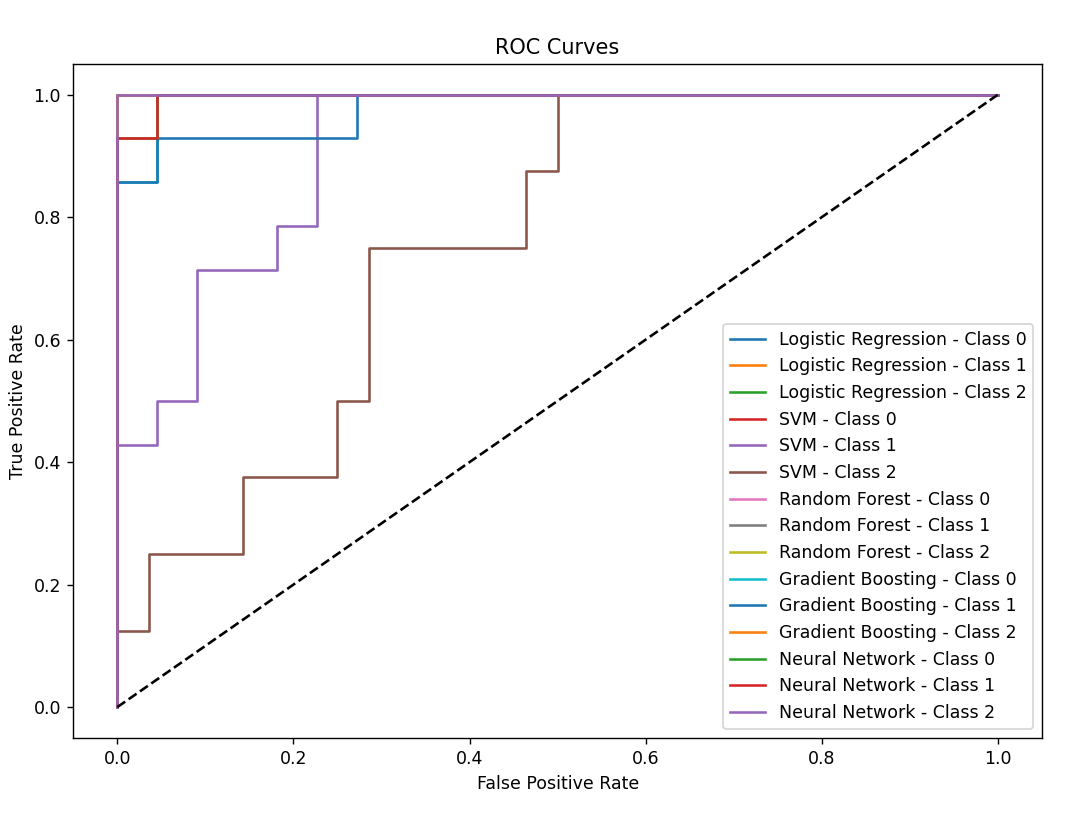 ROC Curves
1.0
0.8
0.6
0.4
0.2
0.0
True Positive Rate
Logistic Regression - Class 0
Logistic Regression - Class 1
Logistic Regression - Class 2
SVM - Class 0
SVM - Class 1
SVM - Class 2
Random Forest - Class 0
Random Forest - Class 1
Random Forest - Class 2
Gradient Boosting - Class 0
Gradient Boosting - Class 1
Gradient Boosting - Class 2
Neural Network - Class 0
Neural Network - Class 1
Neural Network - Class 2
0.0 0.2 0.4 0.6 0.8 1.0
False Positive Rate